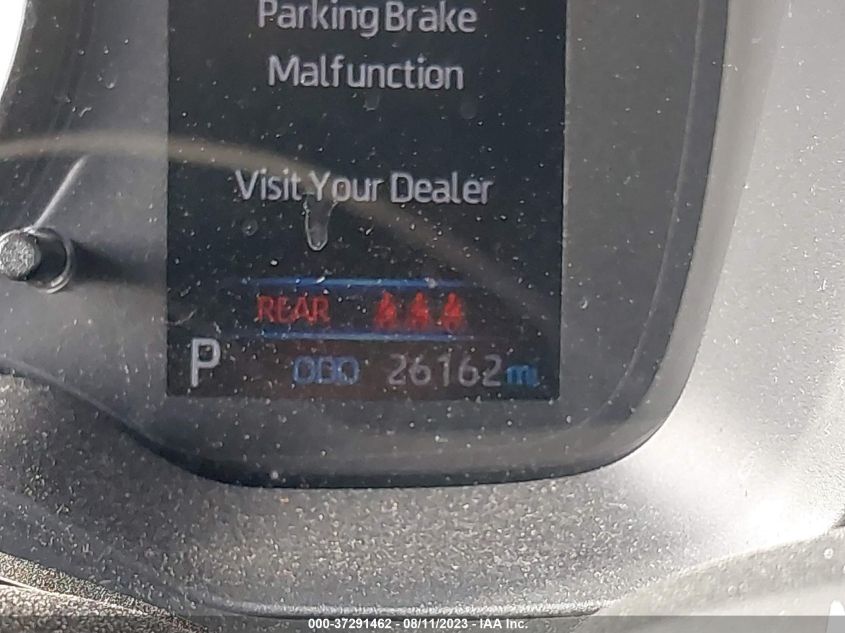 Parking Brake
Malfunction
Visit Your Dealer
REAR
P ODO 26162 mi
000-37291462 - 08/11/2023 - IAA Inc.